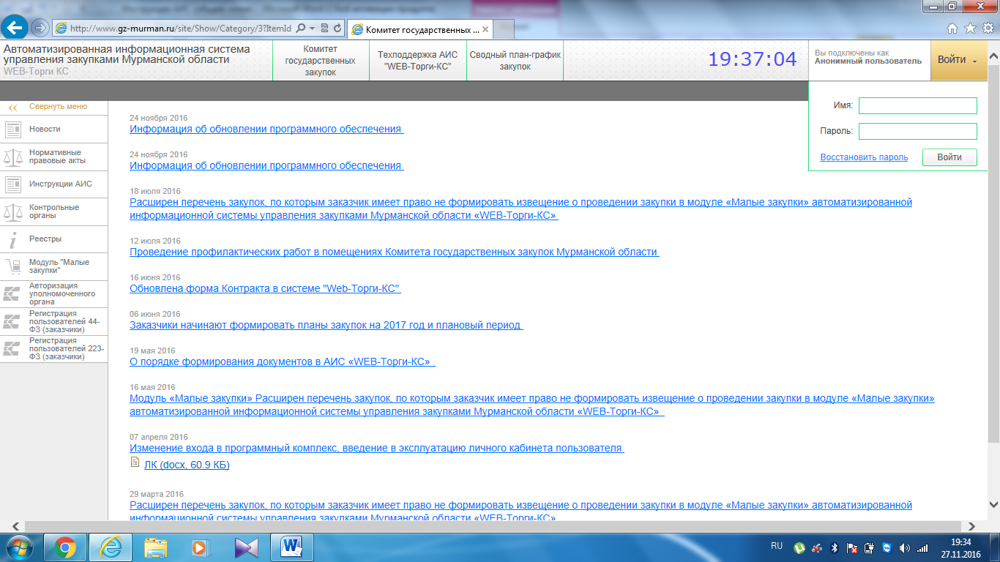 http://www.gz-murman.ru/site/Show/Category/3?ItemId
Комитет государственных ...
Автоматизированная информационная система
управления закупками Мурманской области
WEB-Торги КС
Комитет
государственных
закупок
Техподдержка АИС
"WEB-Торги-КС"
Сводный план-график
закупок
19:37:04
Вы подключены как
Анонимный пользователь
Войти
Имя:
Пароль:
Восстановить пароль
Войти
Свернуть меню
Новости
Нормативные
правовые акты
Инструкции АИС
Контрольные
органы
Реестры
Модуль "Малые
закупки"
Авторизация
уполномоченного
органа
Регистрация
пользователей 44-
ФЗ (заказчики)
Регистрация
пользователей 223-
ФЗ (заказчики)
24 ноября 2016
Информация об обновлении программного обеспечения
24 ноября 2016
Информация об обновлении программного обеспечения
18 июля 2016
Расширен перечень закупок, по которым заказчик имеет право не формировать извещение о проведении закупки в модуле «Малые закупки» автоматизированной
информационной системы управления закупками Мурманской области «WEB-Торги-КС»
12 июля 2016
Проведение профилактических работ в помещениях Комитета государственных закупок Мурманской области
16 июня 2016
Обновлена форма Контракта в системе "Web-Торги-КС"
06 июня 2016
Заказчики начинают формировать планы закупок на 2017 год и плановый период
19 мая 2016
О порядке формирования документов в АИС «WEB-Торги-КС»
16 мая 2016
Модуль «Малые закупки» Расширен перечень закупок, по которым заказчик имеет право не формировать извещение о проведении закупки в модуле «Малые закупки»
автоматизированной информационной системы управления закупками Мурманской области «WEB-Торги-КС»
07 апреля 2016
Изменение входа в программный комплекс, введение в эксплуатацию личного кабинета пользователя
ЛК (docx, 60.9 КБ)
29 марта 2016
Расширен перечень закупок, по которым заказчик имеет право не формировать извещение о проведении закупки в модуле «Малые закупки» автоматизированной
информационной системы управления закупками Мурманской области «WEB-Торги-КС»
RU
19:34
27.11.2016